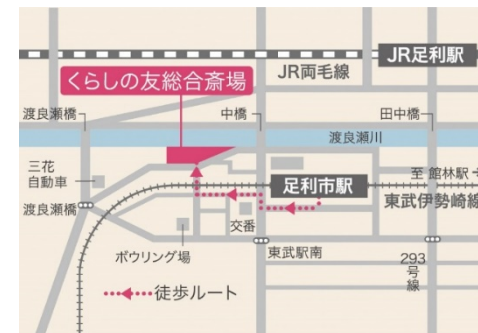 JR足利駅
JR両毛線
くらしの友総合斎場
渡良瀬橋
中橋
田中橋
渡良瀬川
三花
自動車
足利市駅
至 館林駅
東武伊勢崎線
渡良瀬橋
交番
ボウリング場
東武駅南
293
号
線
徒歩ルート